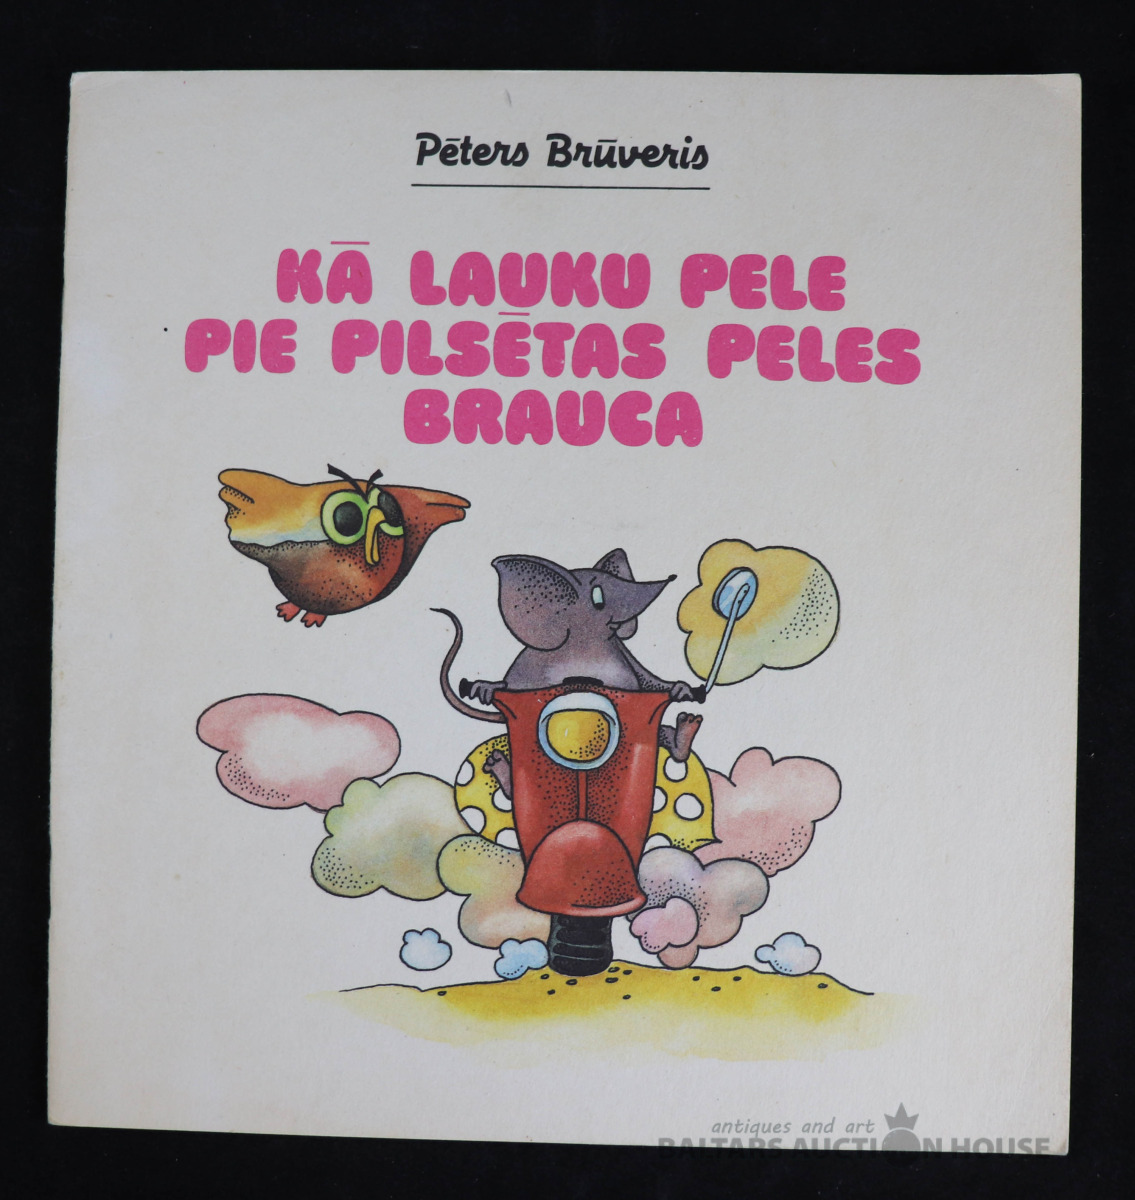 Pēters Brūveris
KĀ LAUKU PELE
PIE PILSĒTAS PELES
BRAUCA
antiques and art
BALTARS AUCTION HOUSE